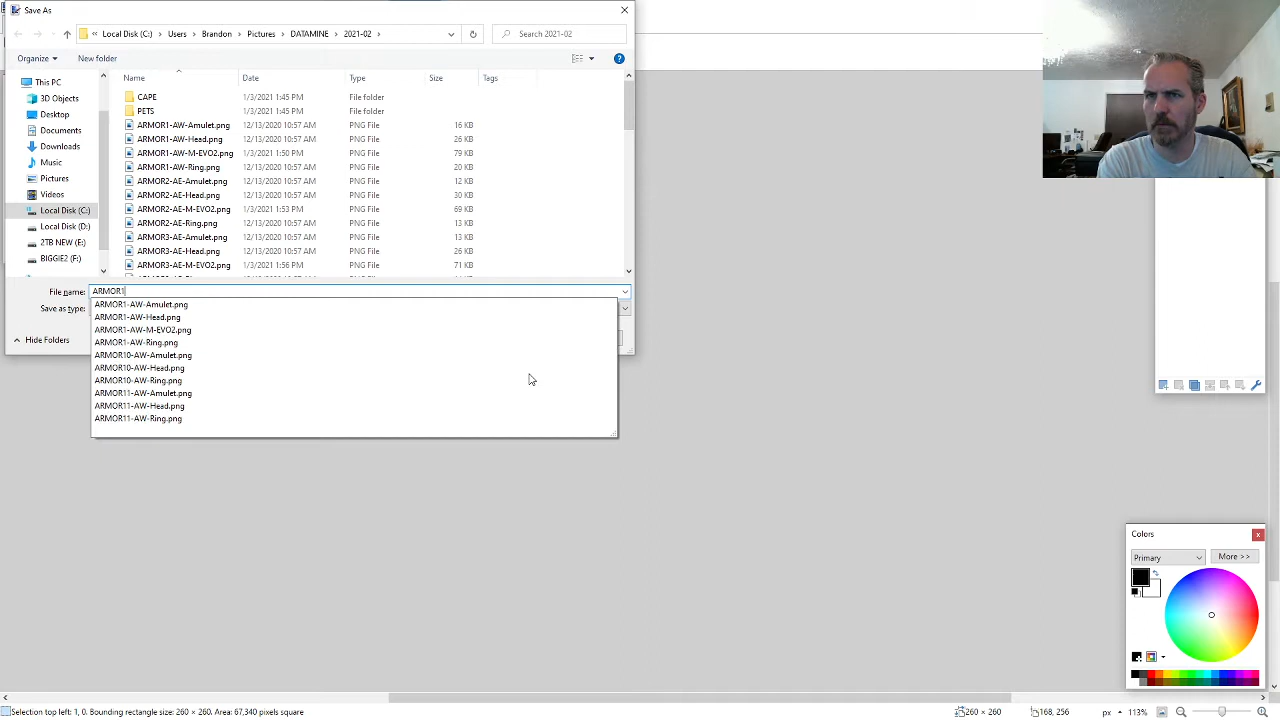 Save As
« Local Disk (C:) › Users › Brandon › Pictures › DATAMINE › 2021-02 ›
Search 2021-02
Organize
New folder
Name Date Type Size Tags
This PC
3D Objects
Desktop
Documents
Downloads
Music
Pictures
Videos
Local Disk (C:)
Local Disk (D:)
2TB NEW (E:)
BIGGIE2 (F:)
CAPE 1/3/2021 1:45 PM File folder
PETS 1/3/2021 1:45 PM File folder
ARMOR1-AW-Amulet.png 12/13/2020 10:57 AM PNG File 16 KB
ARMOR1-AW-Head.png 12/13/2020 10:57 AM PNG File 26 KB
ARMOR1-AW-M-EVO2.png 1/3/2021 1:50 PM PNG File 79 KB
ARMOR1-AW-Ring.png 12/13/2020 10:57 AM PNG File 20 KB
ARMOR2-AE-Amulet.png 12/13/2020 10:57 AM PNG File 12 KB
ARMOR2-AE-Head.png 12/13/2020 10:57 AM PNG File 30 KB
ARMOR2-AE-M-EVO2.png 1/3/2021 1:53 PM PNG File 69 KB
ARMOR2-AE-Ring.png 12/13/2020 10:57 AM PNG File 13 KB
ARMOR3-AE-Amulet.png 12/13/2020 10:57 AM PNG File 13 KB
ARMOR3-AE-Head.png 12/13/2020 10:57 AM PNG File 26 KB
ARMOR3-AE-M-EVO2.png 1/3/2021 1:56 PM PNG File 71 KB
File name: ARMOR1
Save as type:
ARMOR1-AW-Amulet.png
ARMOR1-AW-Head.png
ARMOR1-AW-M-EVO2.png
ARMOR1-AW-Ring.png
ARMOR10-AW-Amulet.png
ARMOR10-AW-Head.png
ARMOR10-AW-Ring.png
ARMOR11-AW-Amulet.png
ARMOR11-AW-Head.png
ARMOR11-AW-Ring.png
Hide Folders
Colors
Primary
More >>
Selection top left: 1, 0. Bounding rectangle size: 260 × 260. Area: 67,340 pixels square
260 × 260
168, 256
px
113%